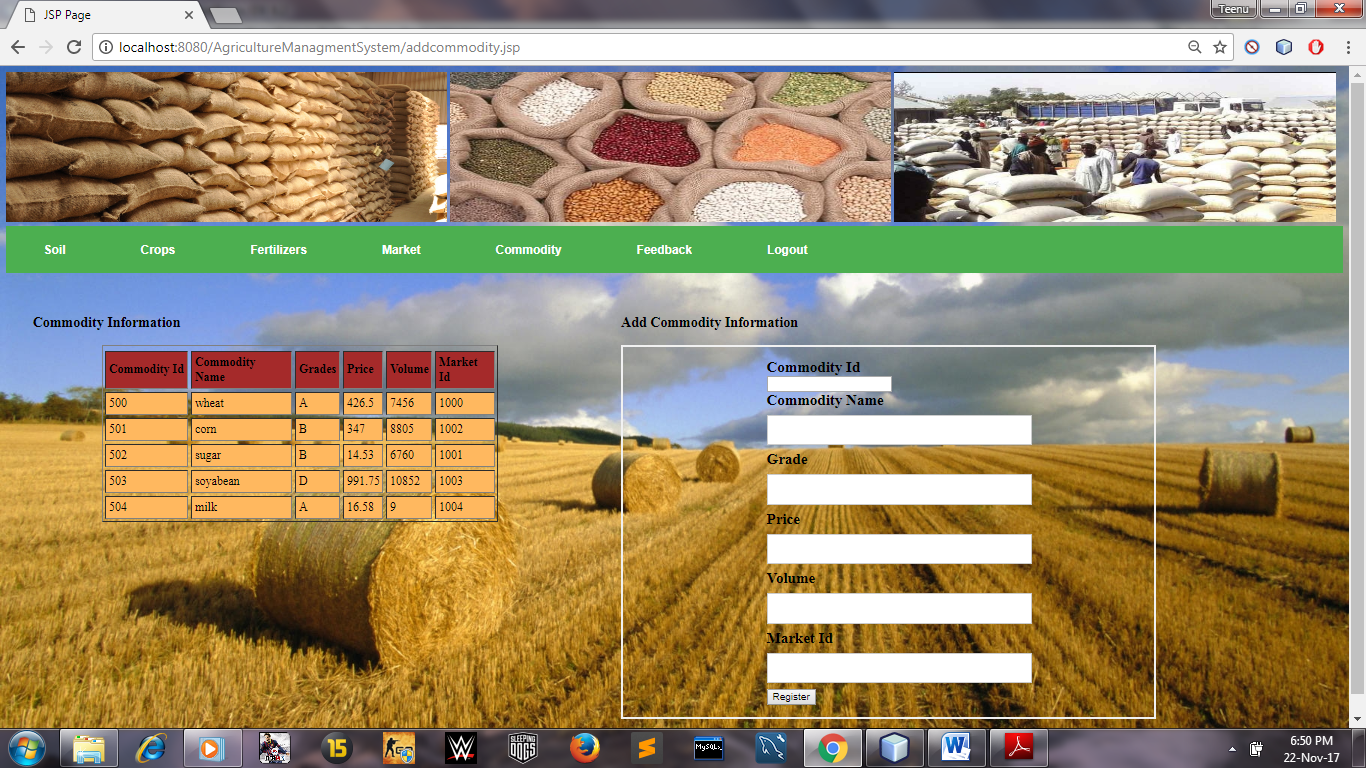 JSP Page
Teenu
localhost:8080/AgricultureManagmentSystem/addcommodity.jsp
Soil Crops Fertilizers Market Commodity Feedback Logout
Commodity Information
Commodity Id Commodity Name Grades Price Volume Market Id
500 wheat A 426.5 7456 1000
501 corn B 347 8805 1002
502 sugar B 14.53 6760 1001
503 soyabean D 991.75 10852 1003
504 milk A 16.58 9 1004
Add Commodity Information
Commodity Id
Commodity Name
Grade
Price
Volume
Market Id
Register
15
W
SLEEPING DOGS
MySQL
W
6:50 PM
22-Nov-17